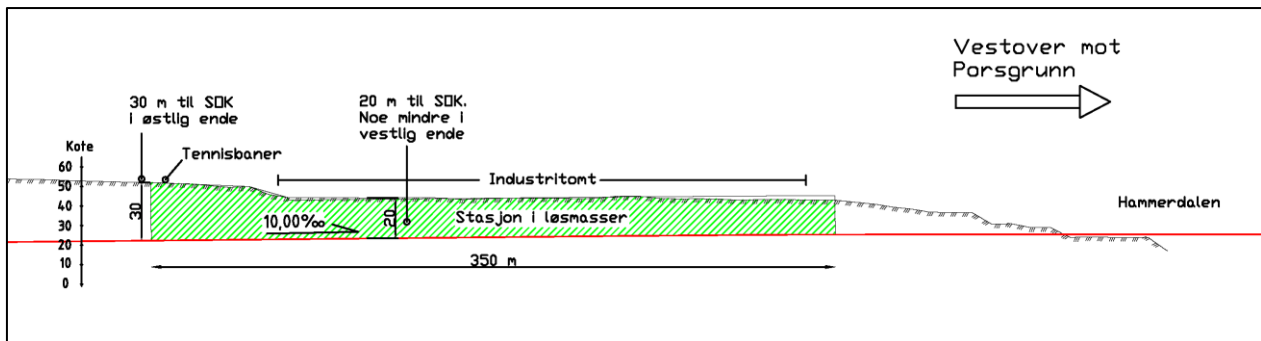 Vestover mot
Porsgrunn
30 m til SOK
i østlig ende
20 m til SOK.
Noe mindre i
vestlig ende
Kote
Tennisbaner
60
50
40
30
20
10
0
Industritomt
30
10,00‰
20
Stasjon i løsmasser
Hammerdalen
350 m